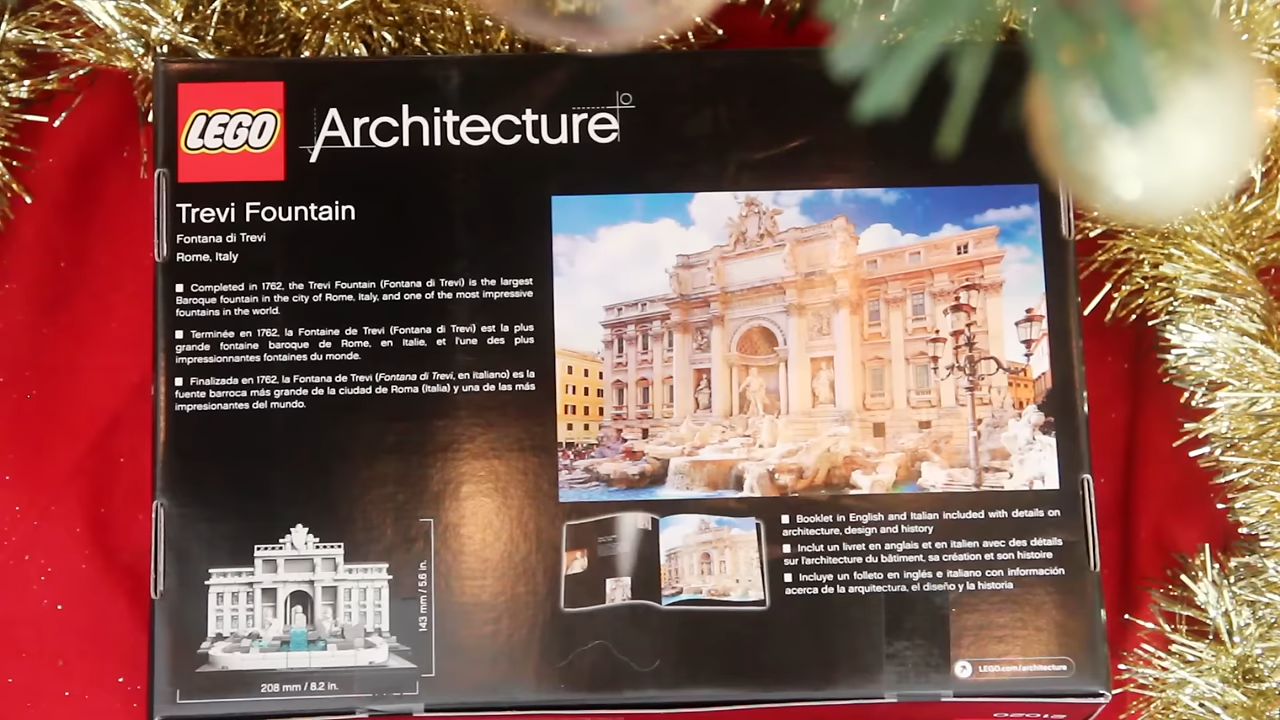 LEGO
Architecture
Trevi Fountain
Fontana di Trevi
Rome, Italy
Completed in 1762, the Trevi Fountain (Fontana di Trevi) is the largest
Baroque fountain in the city of Rome, Italy, and one of the most impressive
fountains in the world.
Terminée en 1762, la Fontaine de Trevi (Fontana di Trevi) est la plus
grande fontaine baroque de Rome, en Italie, et l'une des plus
impressionnantes fontaines du monde.
Finalizada en 1762, la Fontana de Trevi (Fontana di Trevi, en italiano) es la
fuente barroca más grande de la ciudad de Roma (Italia) y una de las más
impresionantes del mundo.
143 mm / 5.6 in.
208 mm / 8.2 in.
Booklet in English and Italian included with details on
architecture, design and history
Inclut un livret en anglais et en italien avec des détails
sur l'architecture du bâtiment, sa création et son histoire
Incluye un folleto en inglés e italiano con información
acerca de la arquitectura, el diseño y la historia
LEGO.com/architecture
21020